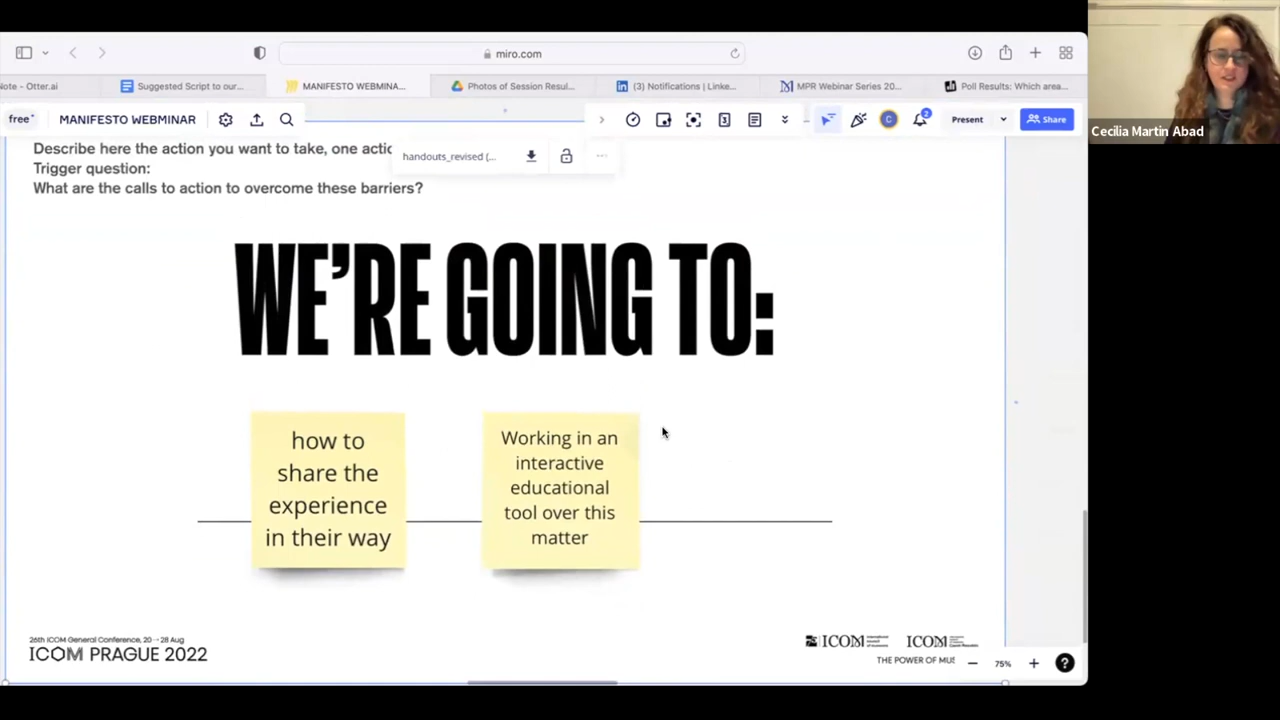 miro.com
Note - Otter.ai
Suggested Script to our...
MANIFESTO WEBMINA...
Photos of Session Resul...
(3) Notifications | Linke...
MPR Webinar Series 20...
Poll Results: Which area...
free
MANIFESTO WEBMINAR
3
C
2
Present
Share
Cecilia Martin Abad
Describe here the action you want to take, one
handouts_revised (...
Trigger question:
What are the calls to action to overcome these barriers?
WE'RE GOING TO:
how to
share the
experience
in their way
Working in an
interactive
educational
tool over this
matter
26th ICOM General Conference, 20 - 28 Aug
ICOM PRAGUE 2022
ICOM
ICOM
THE POWER OF
75%
?